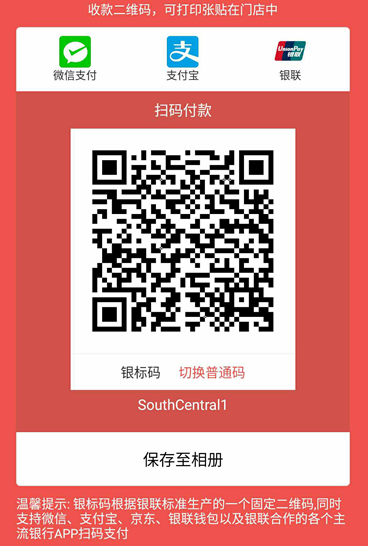 收款二维码，可打印张贴在门店中
微信支付
支付宝
银联
UnionPay
银联
扫码付款
银标码 切换普通码
SouthCentral1
保存至相册
温馨提示: 银标码根据银联标准生产的一个固定二维码,同时
支持微信、支付宝、京东、银联钱包以及银联合作的各个主
流银行APP扫码支付